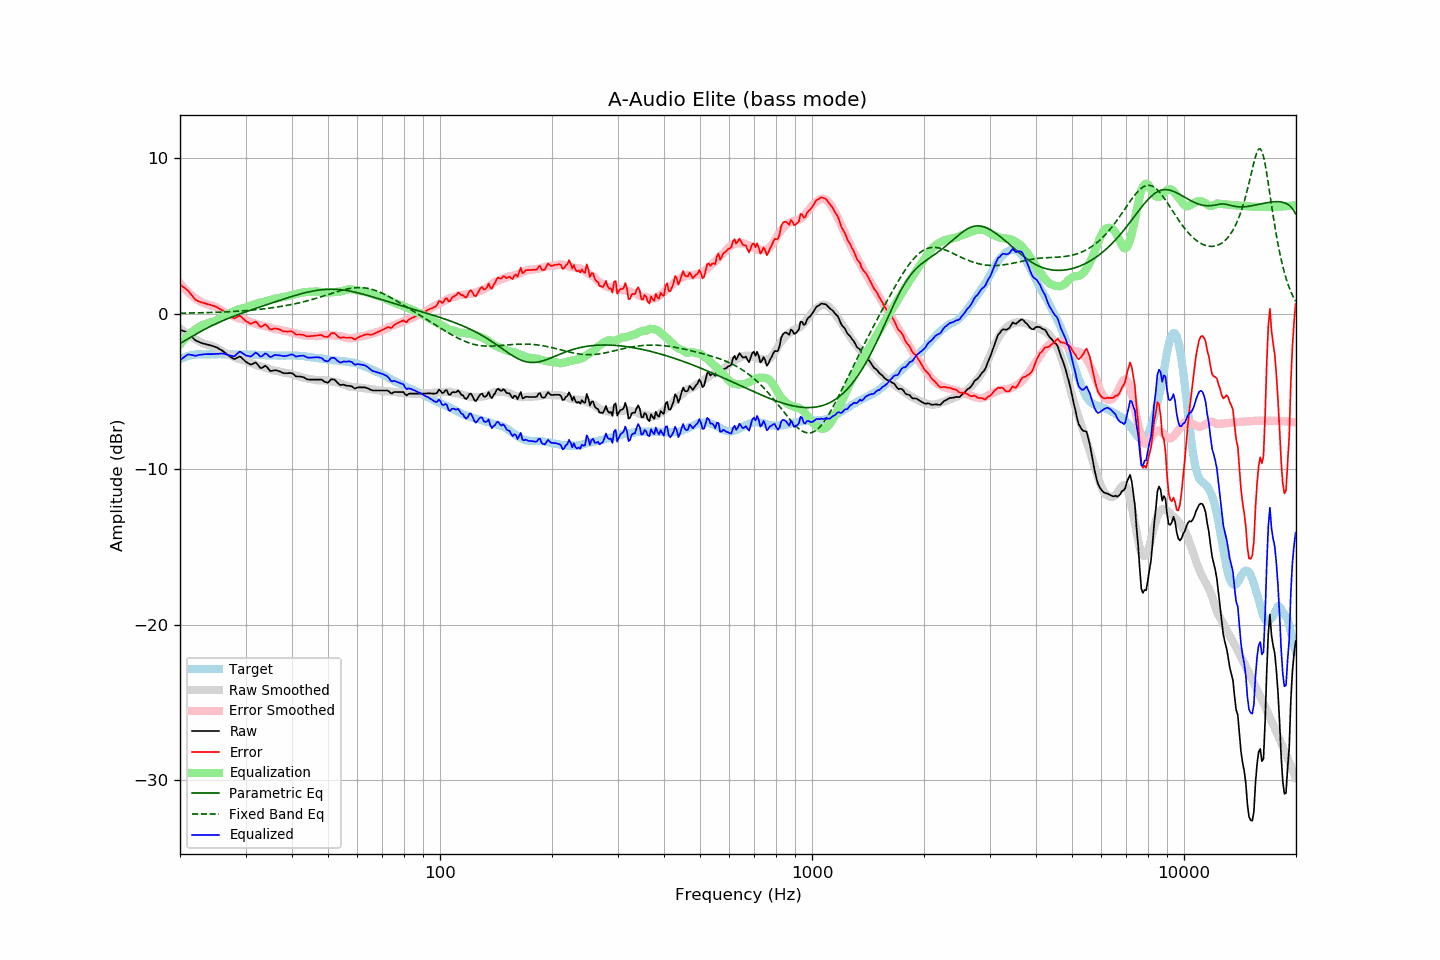 A-Audio Elite (bass mode)
10
0
−10
−20
−30
Amplitude (dBr)
Target
Raw Smoothed
Error Smoothed
Raw
Error
Equalization
Parametric Eq
Fixed Band Eq
Equalized
100
1000
10000
Frequency (Hz)